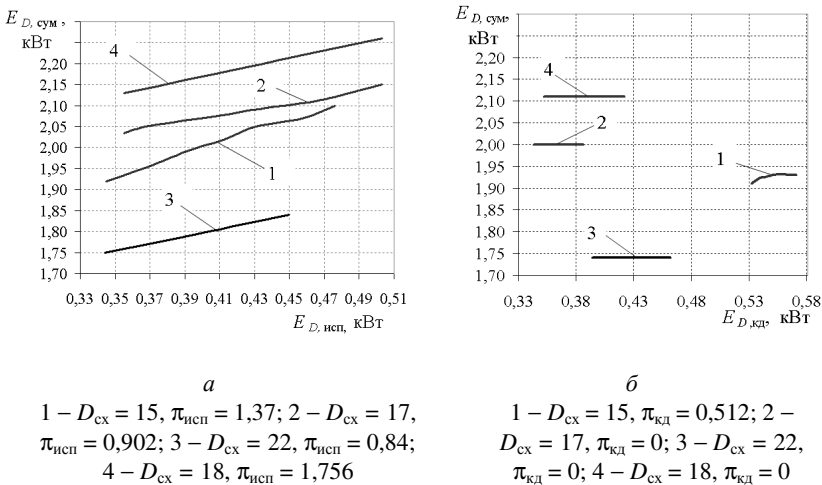 E D, сум, кВт
2,20
2,15
2,10
2,05
2,00
1,95
1,90
1,85
1,80
1,75
1,70
0,33 0,35 0,37 0,39 0,41 0,43 0,45 0,47 0,49 0,51
E D, исп, кВт
4
2
1
3
E D, сум, кВт
2,20
2,15
2,10
2,05
2,00
1,95
1,90
1,85
1,80
1,75
1,70
0,33 0,38 0,43 0,48 0,53 0,58
E D,кд, кВт
4
2
1
3
а
1 – Dсх = 15, πисп = 1,37; 2 – Dсх = 17,
πисп = 0,902; 3 – Dсх = 22, πисп = 0,84;
4 – Dсх = 18, πисп = 1,756
б
1 – Dсх = 15, πкд = 0,512; 2 –
Dсх = 17, πкд = 0; 3 – Dсх = 22,
πкд = 0; 4 – Dсх = 18, πкд = 0